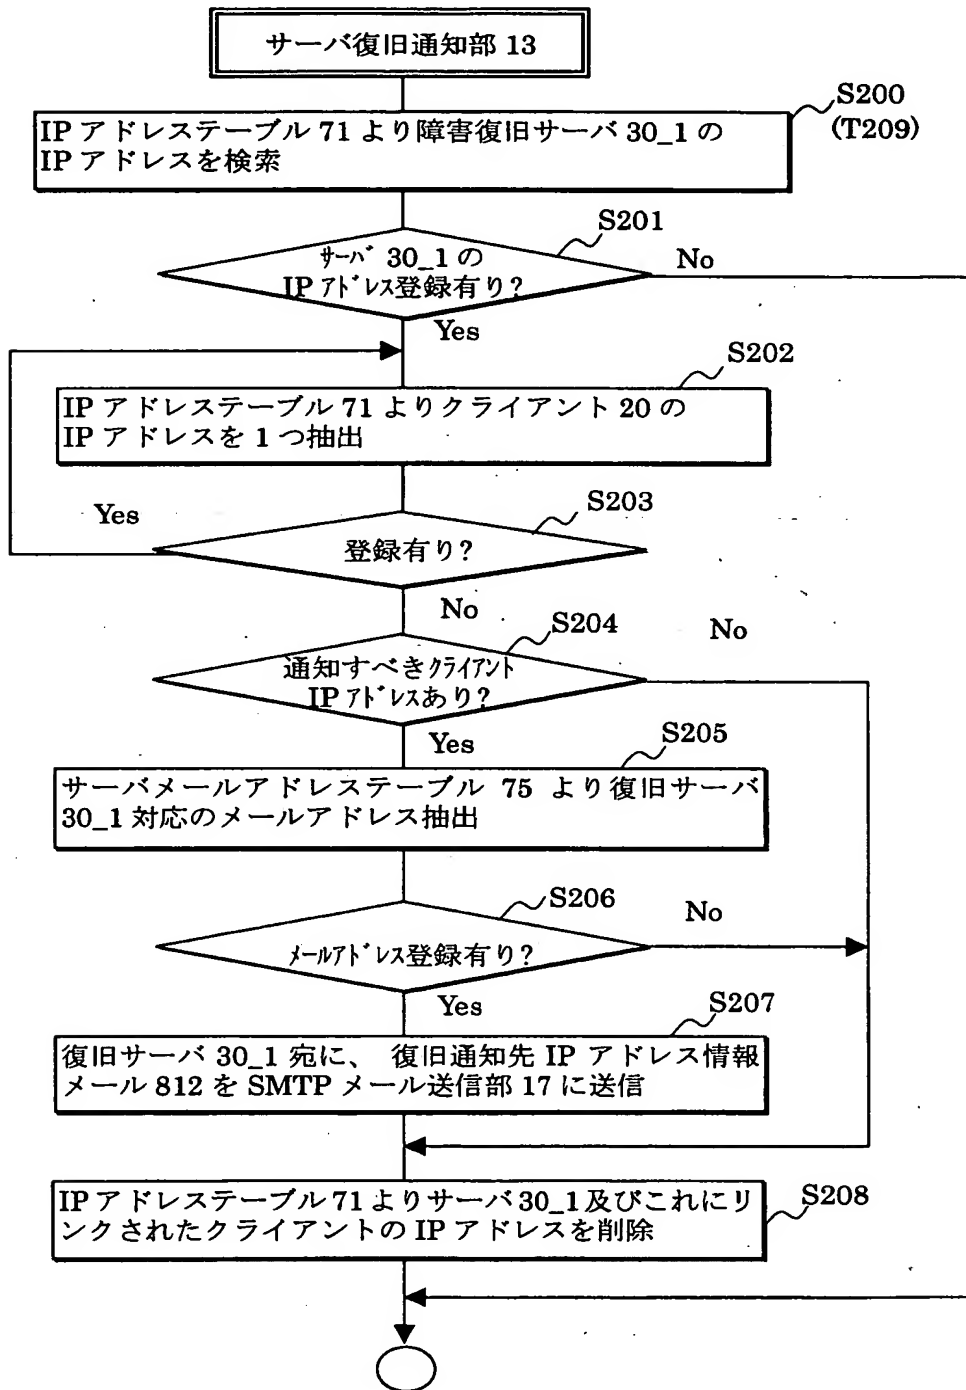 サーバ復旧通知部 13
S200
(T209)
IP アドレステーブル 71 より障害復旧サーバ 30_1 の
IP アドレスを検索
S201
ｻｰﾊﾞ 30_1 の
IP ｱﾄﾞﾚｽ登録有り?
No
Yes
S202
IP アドレステーブル 71 よりクライアント 20 の
IP アドレスを 1 つ抽出
S203
Yes
登録有り?
No
S204
No
通知すべきｸﾗｲｱﾝﾄ
IP ｱﾄﾞﾚｽあり?
Yes
S205
サーバメールアドレステーブル 75 より復旧サーバ
30_1 対応のメールアドレス抽出
S206
No
ﾒｰﾙｱﾄﾞﾚｽ登録有り?
Yes
S207
復旧サーバ 30_1 宛に、 復旧通知先 IP アドレス情報
メール 812 を SMTP メール送信部 17 に送信
IP アドレステーブル 71 よりサーバ 30_1 及びこれにリ
ンクされたクライアントの IP アドレスを削除
S208